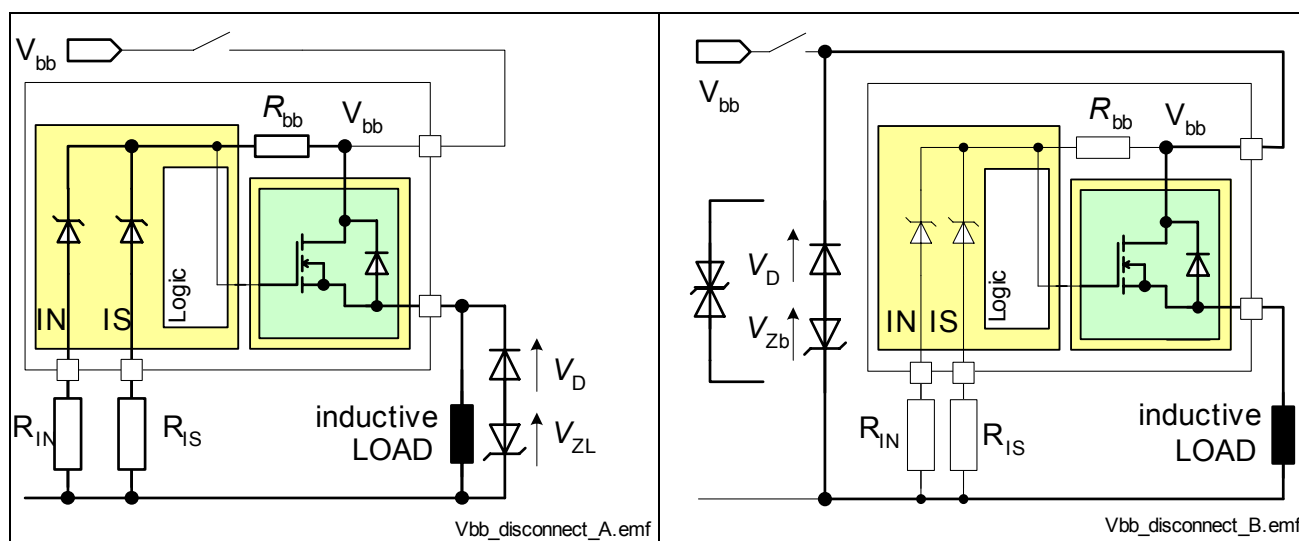 V_bb
R_bb
V_bb
Logic
IN
IS
R_IN
R_IS
inductive
LOAD
V_D
V_ZL
Vbb_disconnect_A.emf
V_bb
R_bb
V_bb
V_D
V_Zb
Logic
IN
IS
R_IN
R_IS
inductive
LOAD
Vbb_disconnect_B.emf